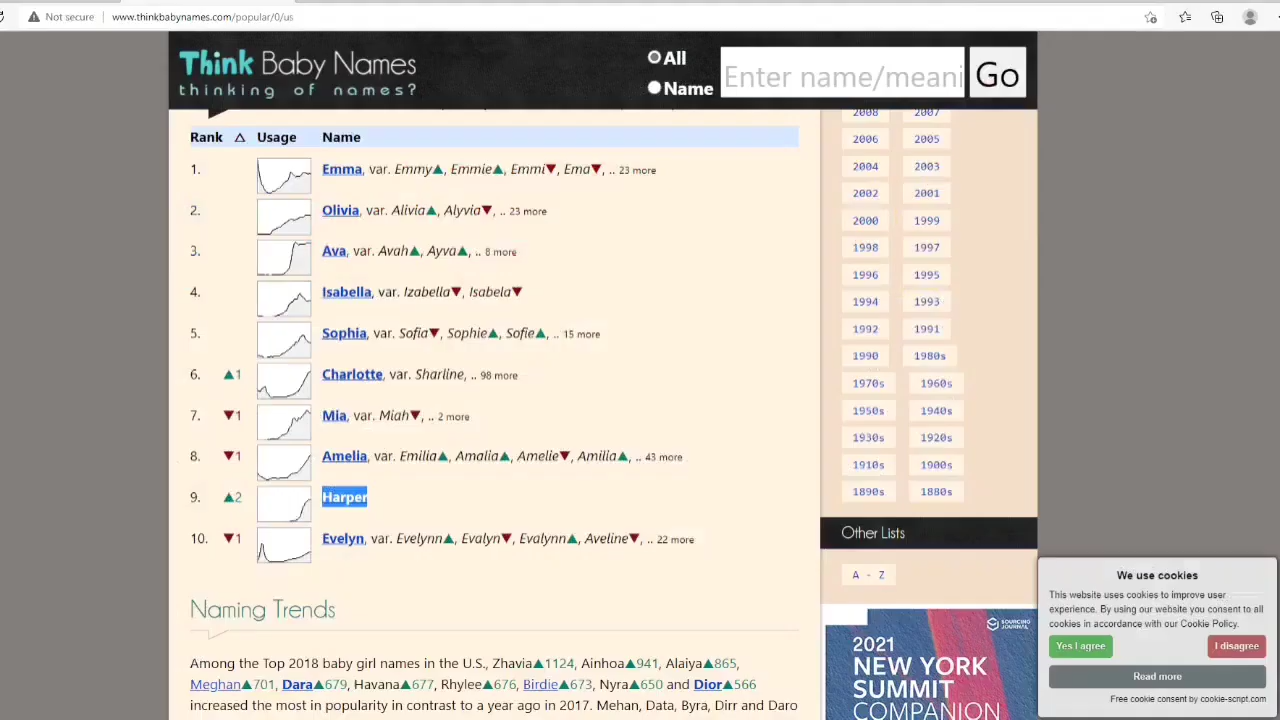 Not secure | www.thinkbabynames.com/popular/0/us
Think Baby Names
thinking of names?
All
Name
Enter name/meani
Go
Rank △ Usage Name
1. Emma, var. Emmy▲, Emmie▲, Emmi▼, Ema▼, .. 23 more
2. Olivia, var. Alivia▲, Alyvia▼, .. 23 more
3. Ava, var. Avah▲, Ayva▲, .. 8 more
4. Isabella, var. Izabella▼, Isabela▼
5. Sophia, var. Sofia▼, Sophie▲, Sofie▲, .. 15 more
6. ▲1 Charlotte, var. Sharline, .. 98 more
7. ▼1 Mia, var. Miah▼, .. 2 more
8. ▼1 Amelia, var. Emilia▲, Amalia▲, Amelie▼, Amilia▲, .. 43 more
9. ▲2 Harper
10. ▼1 Evelyn, var. Evelynn▲, Evalyn▼, Evalynn▲, Aveline▼, .. 22 more
Naming Trends
Among the Top 2018 baby girl names in the U.S., Zhavia▲1124, Ainhoa▲941, Alaiya▲865,
Meghan▲701, Dara▲679, Havana▲677, Rhylee▲676, Birdie▲673, Nyra▲650 and Dior▲566
increased the most in popularity in contrast to a year ago in 2017. Mehan, Data, Byra, Dirr and Daro
2008 2007
2006 2005
2004 2003
2002 2001
2000 1999
1998 1997
1996 1995
1994 1993
1992 1991
1990 1980s
1970s 1960s
1950s 1940s
1930s 1920s
1910s 1900s
1890s 1880s
Other Lists
A - Z
SOURCING
JOURNAL
2021
NEW YORK
SUMMIT
COMPANION
We use cookies
This website uses cookies to improve user
experience. By using our website you consent to all
cookies in accordance with our Cookie Policy.
Yes I agree
I disagree
Read more
Free cookie consent by cookie-script.com